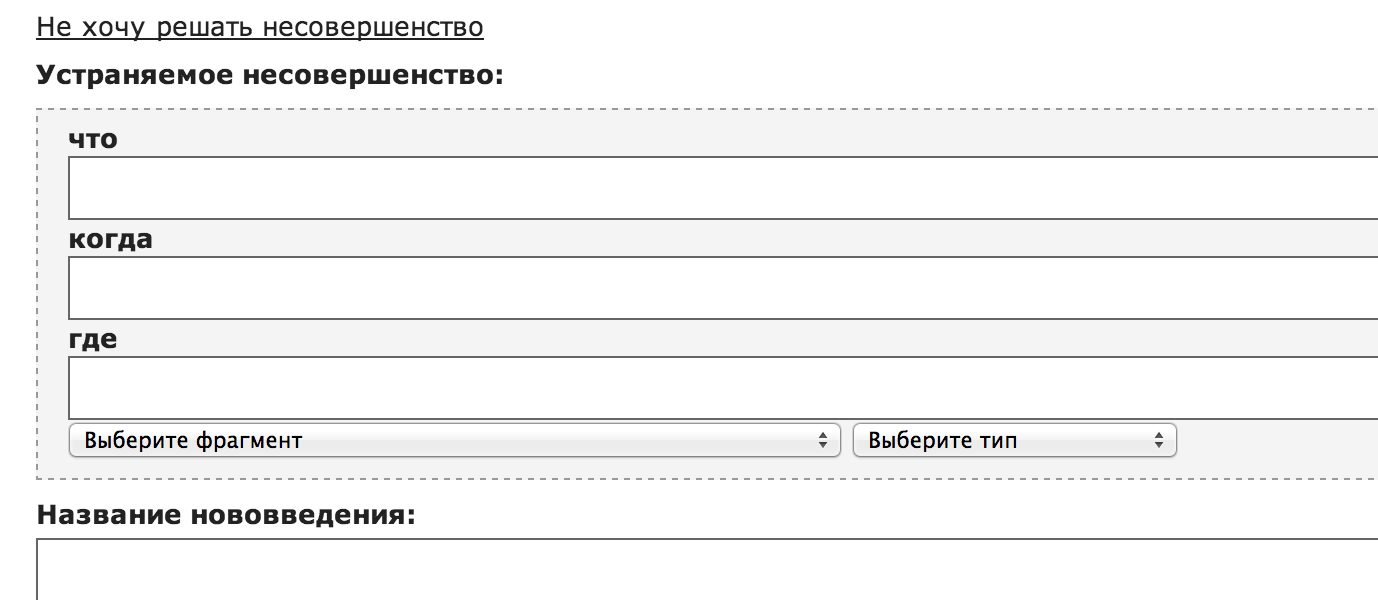 Не хочу решать несовершенство
Устраняемое несовершенство:
что
когда
где
Выберите фрагмент Выберите тип
Название нововведения: